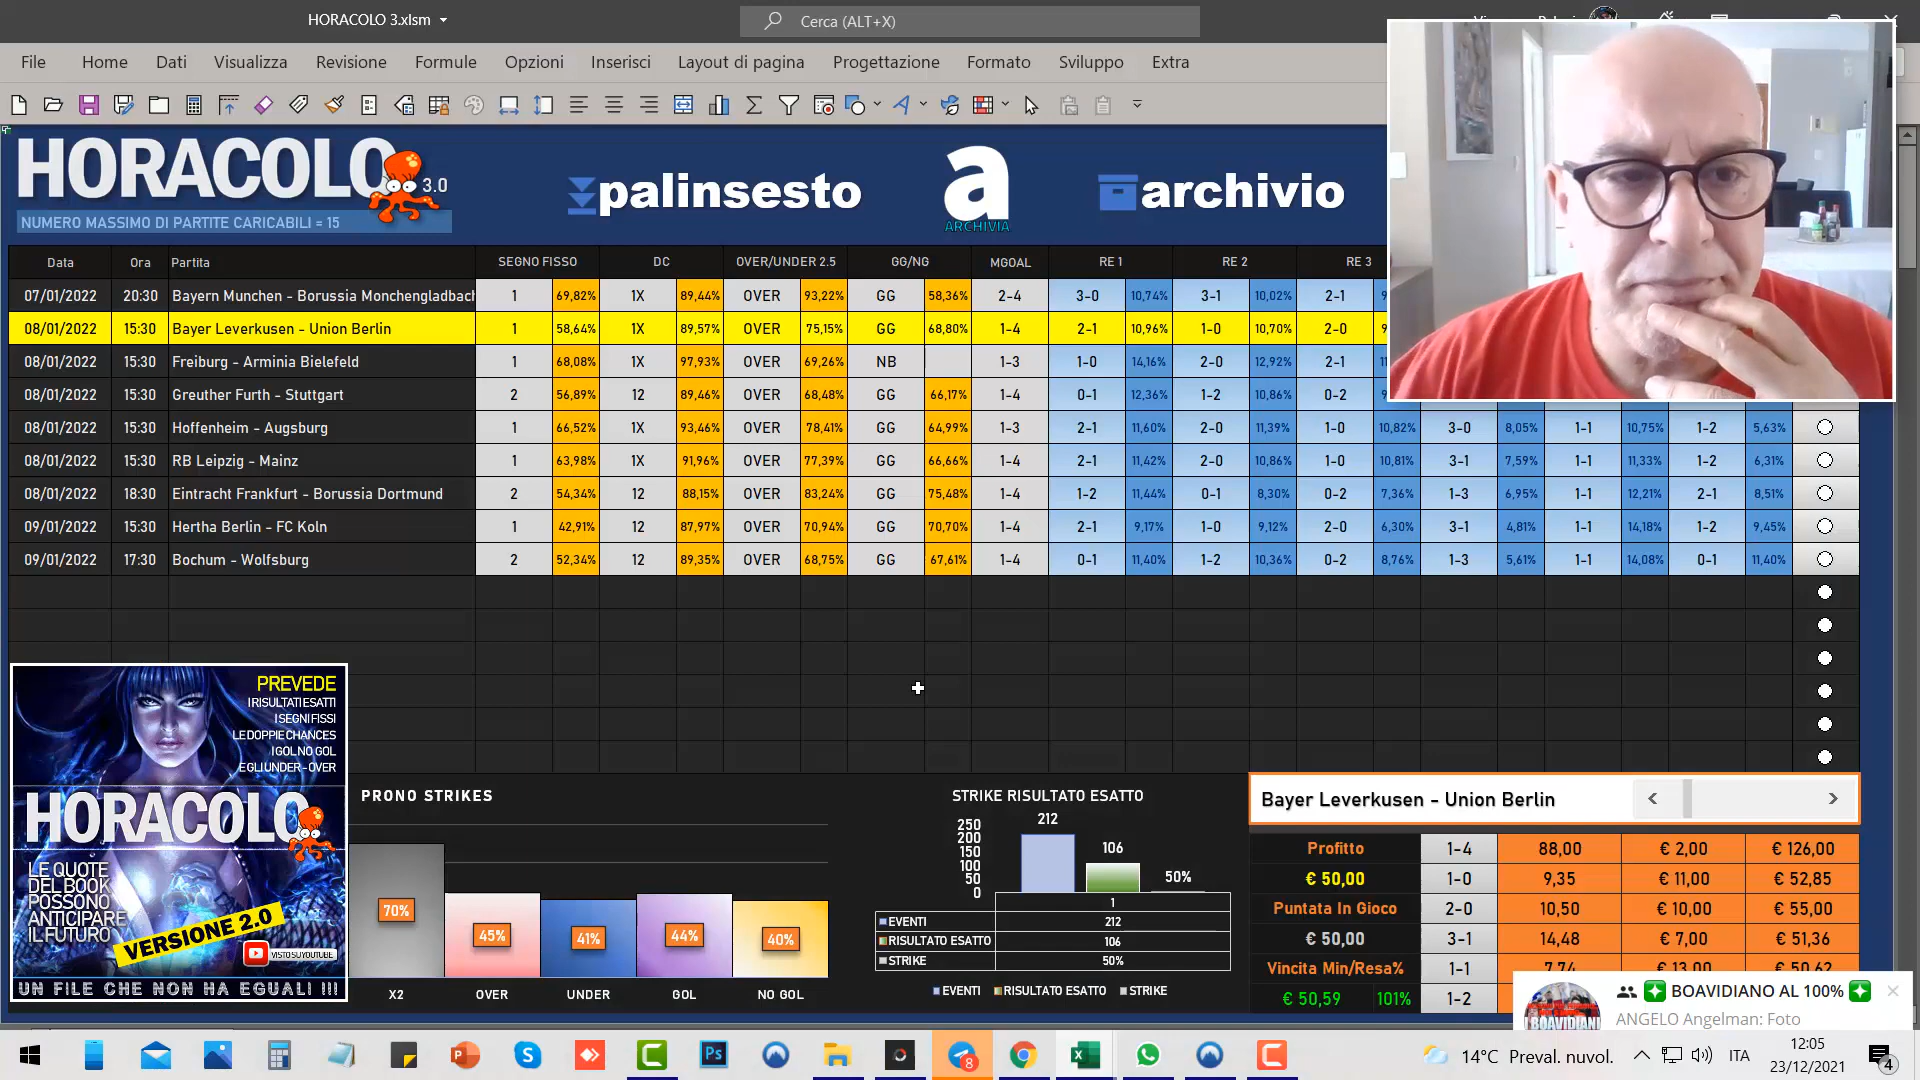 HORACOLO 3.xlsm
Cerca (ALT+X)
File Home Dati Visualizza Revisione Formule Opzioni Inserisci Layout di pagina Progettazione Formato Sviluppo Extra
HORACOLO 3.0
NUMERO MASSIMO DI PARTITE CARICABILI = 15
palinsesto
a
ARCHIVIA
archivio
Data Ora Partita SEGNO FISSO DC OVER/UNDER 2.5 GG/NG MGOAL RE 1 RE 2 RE 3
07/01/2022 20:30 Bayern Munchen - Borussia Monchengladbach 1 69,82% 1X 89,44% OVER 93,22% GG 58,36% 2-4 3-0 10,74% 3-1 10,02% 2-1
08/01/2022 15:30 Bayer Leverkusen - Union Berlin 1 58,64% 1X 89,57% OVER 75,15% GG 68,80% 1-4 2-1 10,96% 1-0 10,70% 2-0
08/01/2022 15:30 Freiburg - Arminia Bielefeld 1 68,08% 1X 97,93% OVER 69,26% NB 1-3 1-0 14,16% 2-0 12,92% 2-1
08/01/2022 15:30 Greuther Furth - Stuttgart 2 56,89% 12 89,46% OVER 68,48% GG 66,17% 1-4 0-1 12,36% 1-2 10,86% 0-2
08/01/2022 15:30 Hoffenheim - Augsburg 1 66,52% 1X 93,46% OVER 78,41% GG 64,99% 1-3 2-1 11,60% 2-0 11,39% 1-0 10,82% 3-0 8,05% 1-1 10,75% 1-2 5,63%
08/01/2022 15:30 RB Leipzig - Mainz 1 63,98% 1X 91,96% OVER 77,39% GG 66,66% 1-4 2-1 11,42% 2-0 10,86% 1-0 10,81% 3-1 7,59% 1-1 11,33% 1-2 6,31%
08/01/2022 18:30 Eintracht Frankfurt - Borussia Dortmund 2 54,34% 12 88,15% OVER 83,24% GG 75,48% 1-4 1-2 11,44% 0-1 8,30% 0-2 7,36% 1-3 6,95% 1-1 12,21% 2-1 8,51%
09/01/2022 15:30 Hertha Berlin - FC Koln 1 42,91% 12 87,97% OVER 70,94% GG 70,70% 1-4 2-1 9,17% 1-0 9,12% 2-0 6,30% 3-1 4,81% 1-1 14,18% 1-2 9,45%
09/01/2022 17:30 Bochum - Wolfsburg 2 52,34% 12 89,35% OVER 68,75% GG 67,61% 1-4 0-1 11,40% 1-2 10,36% 0-2 8,76% 1-3 5,61% 1-1 14,08% 0-1 11,40%
PREVEDE
I RISULTATI ESATTI
I SEGNI FISSI
LE DOPPIE CHANCES
I GOL NO GOL
E GLI UNDER - OVER
HORACOLO
LE QUOTE
DEL BOOK
POSSONO
ANTICIPARE
IL FUTURO
VERSIONE 2.0
VISTO SU YOUTUBE
UN FILE CHE NON HA EGUALI !!!
PRONO STRIKES
70% 45% 41% 44% 40%
X2 OVER UNDER GOL NO GOL
STRIKE RISULTATO ESATTO
250
200
150
100
50
0
212
106
50%
1
EVENTI 212
RISULTATO ESATTO 106
STRIKE 50%
EVENTI RISULTATO ESATTO STRIKE
Bayer Leverkusen - Union Berlin
Profitto 1-4 88,00 € 2,00 € 126,00
€ 50,00 1-0 9,35 € 11,00 € 52,85
Puntata In Gioco 2-0 10,50 € 10,00 € 55,00
€ 50,00 3-1 14,48 € 7,00 € 51,36
Vincita Min/Resa% 1-1 7,74 € 13,00 € 50,62
€ 50,59 101% 1-2
BOAVIDIANO AL 100%
ANGELO Angelman: Foto
BOAVIDIANI
8
14°C Preval. nuvol.
ITA
12:05
23/12/2021
4